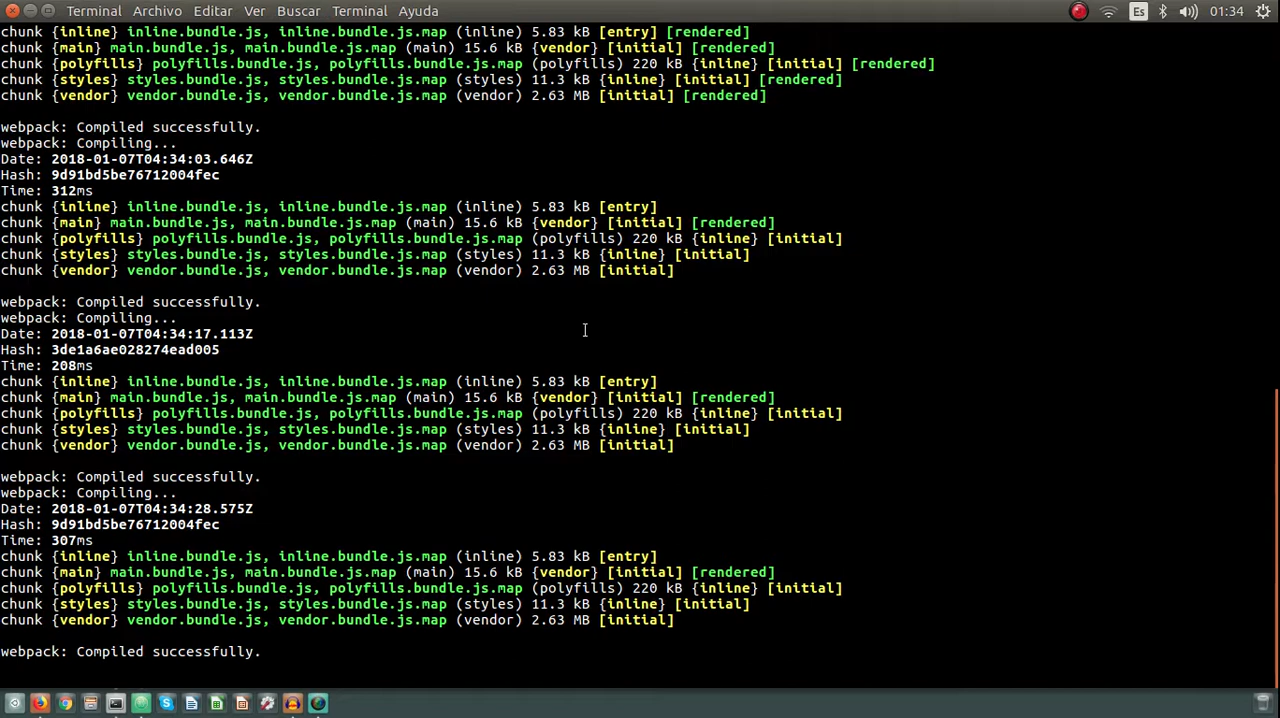 Terminal Archivo Editar Ver Buscar Terminal Ayuda Es 01:34
chunk {inline} inline.bundle.js, inline.bundle.js.map (inline) 5.83 kB [entry] [rendered]
chunk {main} main.bundle.js, main.bundle.js.map (main) 15.6 kB {vendor} [initial] [rendered]
chunk {polyfills} polyfills.bundle.js, polyfills.bundle.js.map (polyfills) 220 kB {inline} [initial] [rendered]
chunk {styles} styles.bundle.js, styles.bundle.js.map (styles) 11.3 kB {inline} [initial] [rendered]
chunk {vendor} vendor.bundle.js, vendor.bundle.js.map (vendor) 2.63 MB [initial] [rendered]
webpack: Compiled successfully.
webpack: Compiling...
Date: 2018-01-07T04:34:03.646Z
Hash: 9d91bd5be76712004fec
Time: 312ms
chunk {inline} inline.bundle.js, inline.bundle.js.map (inline) 5.83 kB [entry]
chunk {main} main.bundle.js, main.bundle.js.map (main) 15.6 kB {vendor} [initial] [rendered]
chunk {polyfills} polyfills.bundle.js, polyfills.bundle.js.map (polyfills) 220 kB {inline} [initial]
chunk {styles} styles.bundle.js, styles.bundle.js.map (styles) 11.3 kB {inline} [initial]
chunk {vendor} vendor.bundle.js, vendor.bundle.js.map (vendor) 2.63 MB [initial]
webpack: Compiled successfully.
webpack: Compiling...
Date: 2018-01-07T04:34:17.113Z
Hash: 3de1a6ae028274ead005
Time: 208ms
chunk {inline} inline.bundle.js, inline.bundle.js.map (inline) 5.83 kB [entry]
chunk {main} main.bundle.js, main.bundle.js.map (main) 15.6 kB {vendor} [initial] [rendered]
chunk {polyfills} polyfills.bundle.js, polyfills.bundle.js.map (polyfills) 220 kB {inline} [initial]
chunk {styles} styles.bundle.js, styles.bundle.js.map (styles) 11.3 kB {inline} [initial]
chunk {vendor} vendor.bundle.js, vendor.bundle.js.map (vendor) 2.63 MB [initial]
webpack: Compiled successfully.
webpack: Compiling...
Date: 2018-01-07T04:34:28.575Z
Hash: 9d91bd5be76712004fec
Time: 307ms
chunk {inline} inline.bundle.js, inline.bundle.js.map (inline) 5.83 kB [entry]
chunk {main} main.bundle.js, main.bundle.js.map (main) 15.6 kB {vendor} [initial] [rendered]
chunk {polyfills} polyfills.bundle.js, polyfills.bundle.js.map (polyfills) 220 kB {inline} [initial]
chunk {styles} styles.bundle.js, styles.bundle.js.map (styles) 11.3 kB {inline} [initial]
chunk {vendor} vendor.bundle.js, vendor.bundle.js.map (vendor) 2.63 MB [initial]
webpack: Compiled successfully.